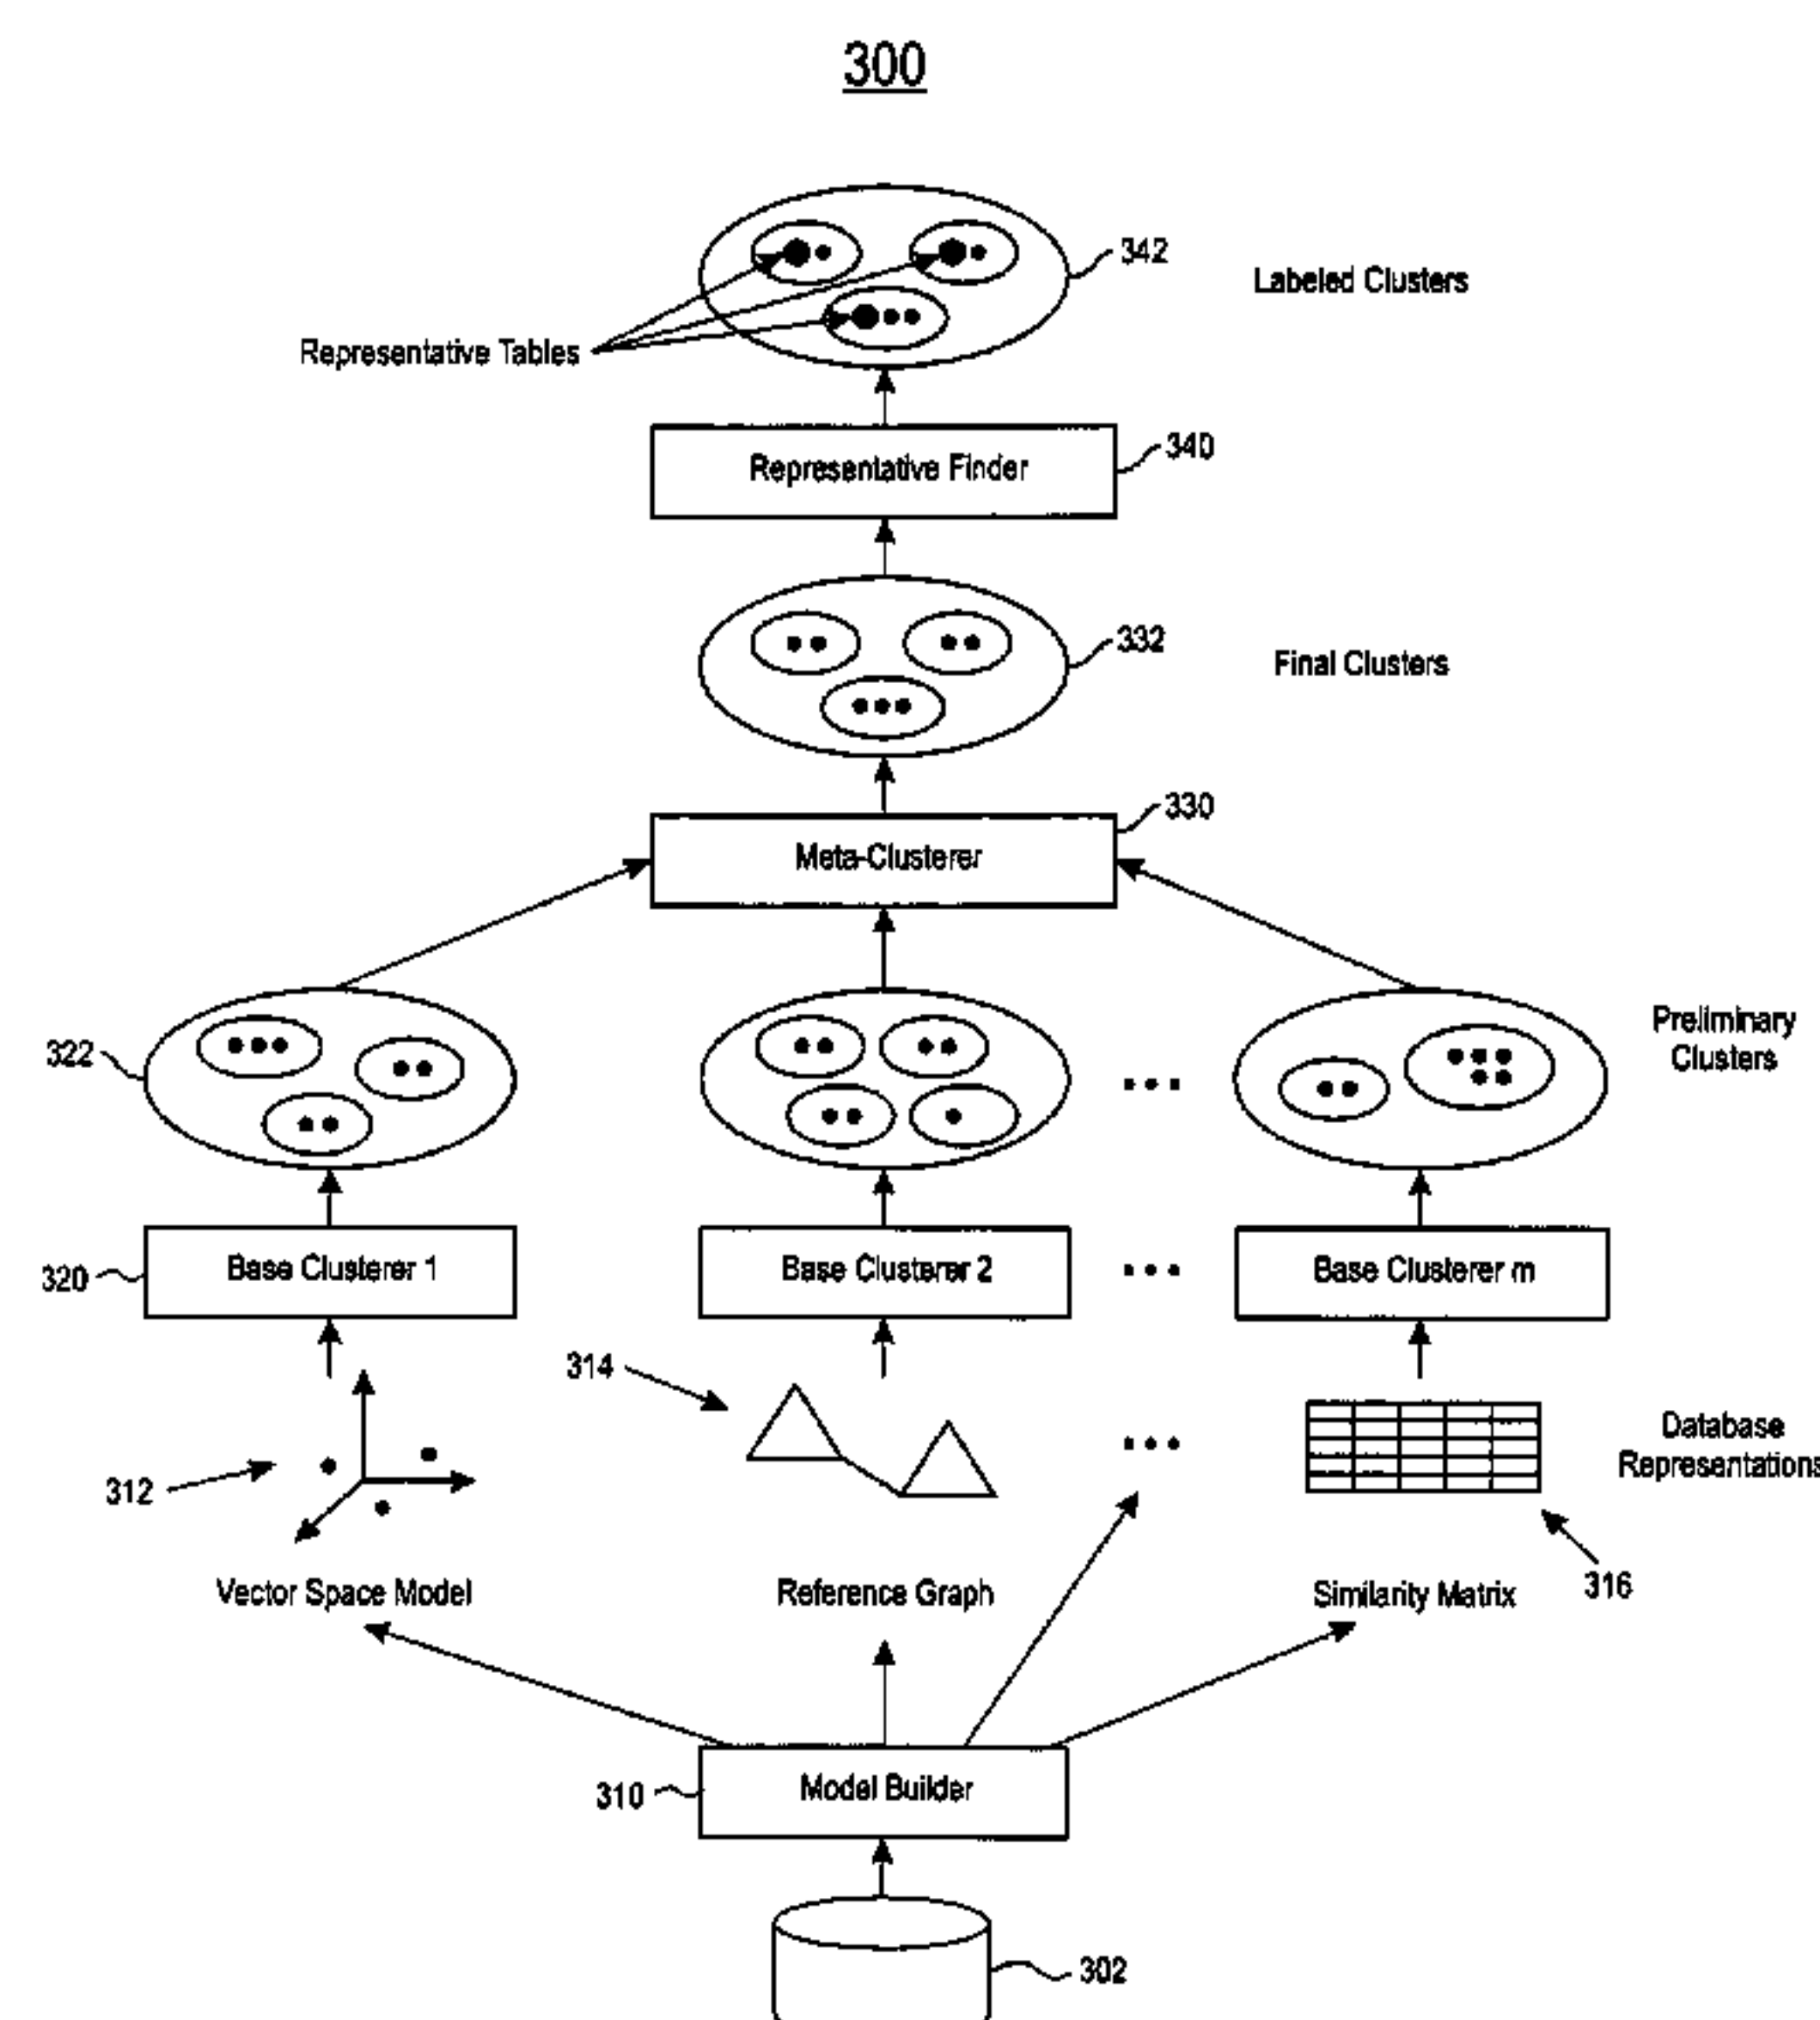 300
342
Labeled Clusters
Representative Tables
340
Representative Finder
332
Final Clusters
330
Meta-Clusterer
322
Preliminary
Clusters
320
Base Clusterer 1
Base Clusterer 2
Base Clusterer m
314
312
Database
Representations
316
Vector Space Model
Reference Graph
Similarity Matrix
310
Model Builder
302